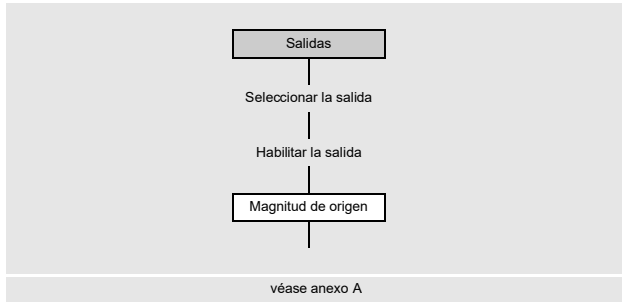 Salidas
Seleccionar la salida
Habilitar la salida
Magnitud de origen
véase anexo A